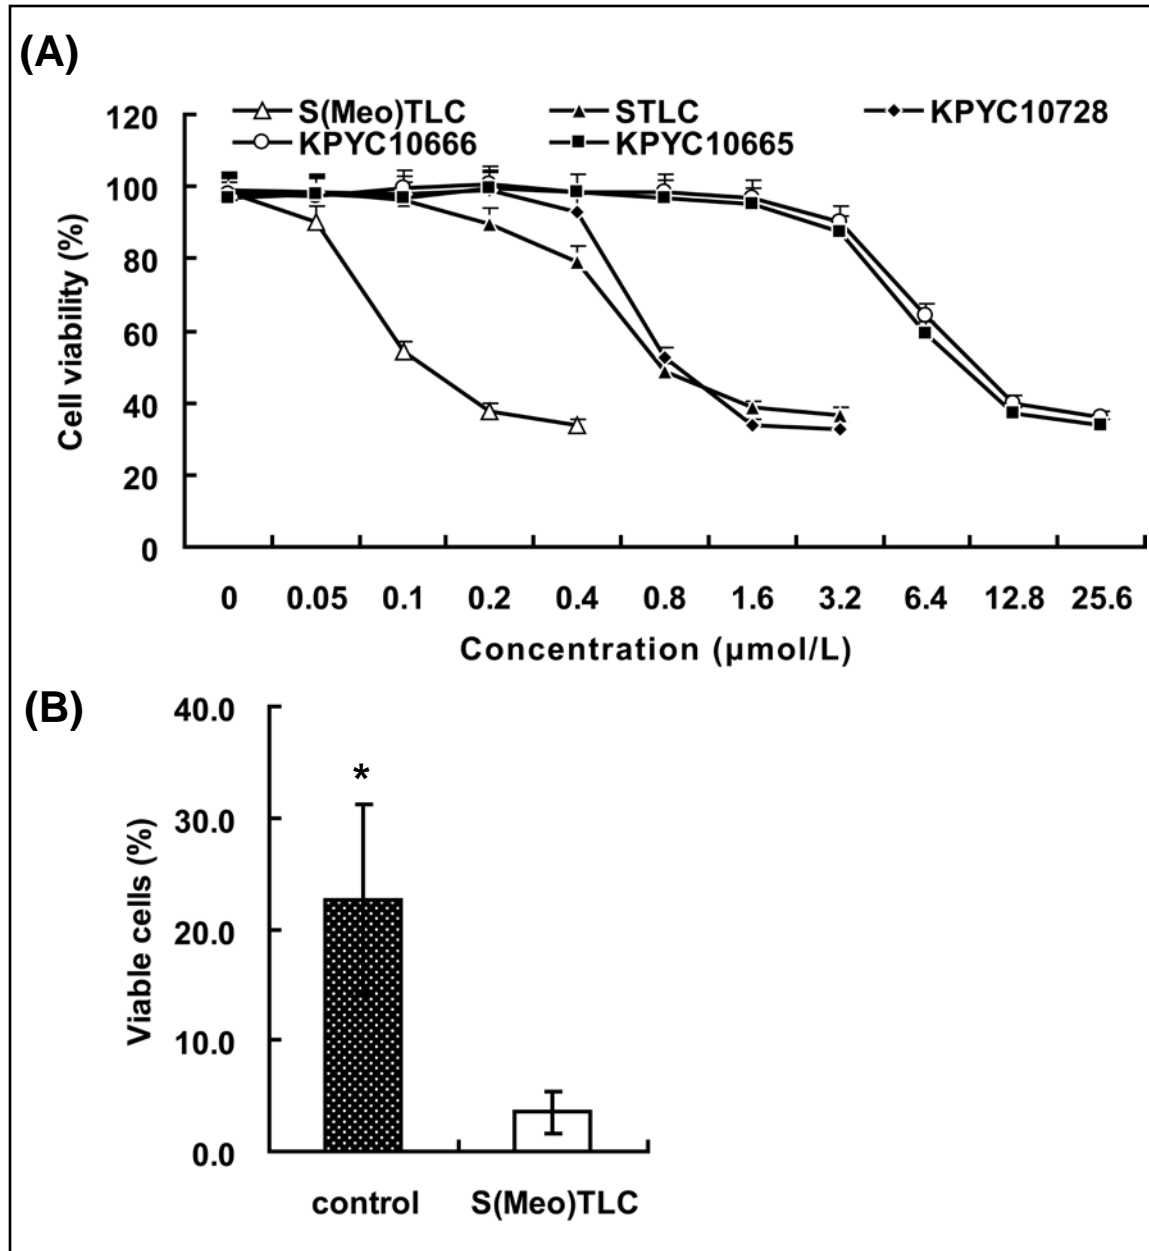 (A)
S(Meo)TLC STLC KPYC10728
KPYC10666 KPYC10665
120
100
80
60
40
20
0
Cell viability (%)
0 0.05 0.1 0.2 0.4 0.8 1.6 3.2 6.4 12.8 25.6
Concentration (µmol/L)
(B)
40.0
30.0
20.0
10.0
0.0
Viable cells (%)
*
control S(Meo)TLC